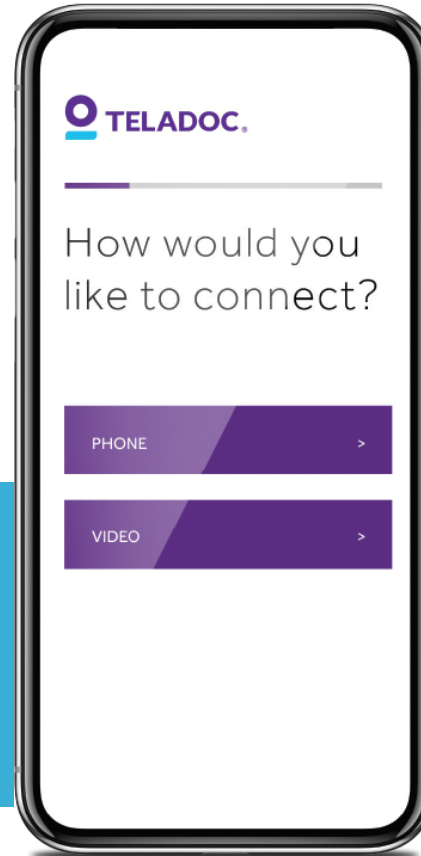 TELADOC®
How would you
like to connect?
PHONE >
VIDEO >